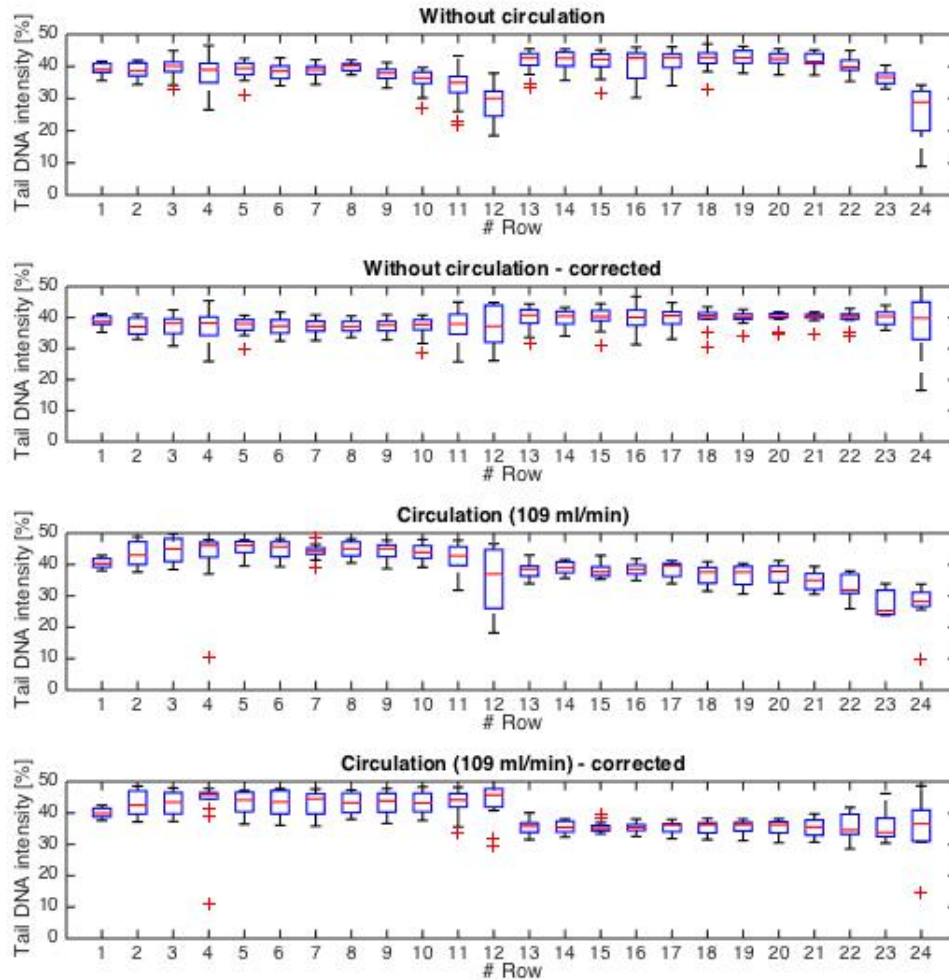 Without circulation
Tail DNA intensity [%]
50
40
30
20
10
0
1 2 3 4 5 6 7 8 9 10 11 12 13 14 15 16 17 18 19 20 21 22 23 24
# Row
Without circulation - corrected
Tail DNA intensity [%]
50
40
30
20
10
0
1 2 3 4 5 6 7 8 9 10 11 12 13 14 15 16 17 18 19 20 21 22 23 24
# Row
Circulation (109 ml/min)
Tail DNA intensity [%]
50
40
30
20
10
0
1 2 3 4 5 6 7 8 9 10 11 12 13 14 15 16 17 18 19 20 21 22 23 24
# Row
Circulation (109 ml/min) - corrected
Tail DNA intensity [%]
50
40
30
20
10
0
1 2 3 4 5 6 7 8 9 10 11 12 13 14 15 16 17 18 19 20 21 22 23 24
# Row